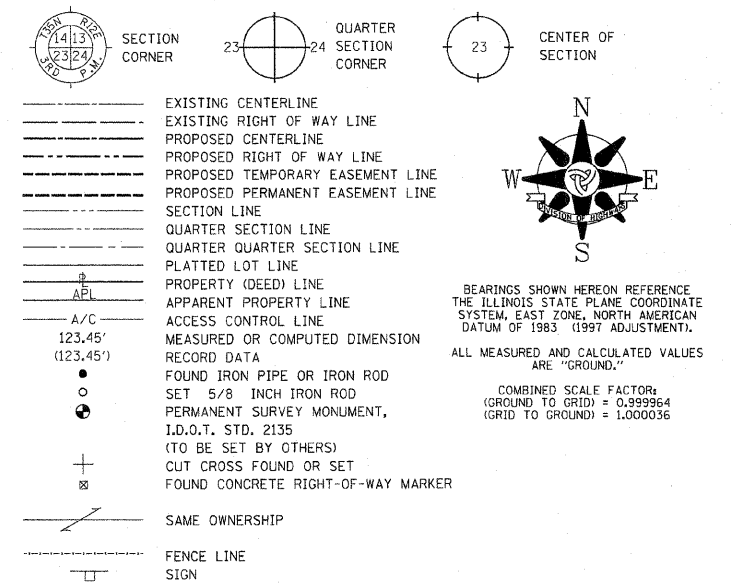 T35N R12E
14 13
23 24
3RD P.M.
SECTION
CORNER
23
24
QUARTER
SECTION
CORNER
23
CENTER OF
SECTION
EXISTING CENTERLINE
EXISTING RIGHT OF WAY LINE
PROPOSED CENTERLINE
PROPOSED RIGHT OF WAY LINE
PROPOSED TEMPORARY EASEMENT LINE
PROPOSED PERMANENT EASEMENT LINE
SECTION LINE
QUARTER SECTION LINE
QUARTER QUARTER SECTION LINE
PLATTED LOT LINE
PL PROPERTY (DEED) LINE
APL APPARENT PROPERTY LINE
A/C ACCESS CONTROL LINE
123.45' MEASURED OR COMPUTED DIMENSION
(123.45') RECORD DATA
FOUND IRON PIPE OR IRON ROD
SET 5/8 INCH IRON ROD
PERMANENT SURVEY MONUMENT,
I.D.O.T. STD. 2135
(TO BE SET BY OTHERS)
CUT CROSS FOUND OR SET
FOUND CONCRETE RIGHT-OF-WAY MARKER
SAME OWNERSHIP
FENCE LINE
SIGN
N
W E
DIVISION OF HIGHWAYS
S
BEARINGS SHOWN HEREON REFERENCE
THE ILLINOIS STATE PLANE COORDINATE
SYSTEM, EAST ZONE, NORTH AMERICAN
DATUM OF 1983 (1997 ADJUSTMENT).
ALL MEASURED AND CALCULATED VALUES
ARE "GROUND."
COMBINED SCALE FACTOR:
(GROUND TO GRID) = 0.999964
(GRID TO GROUND) = 1.000036